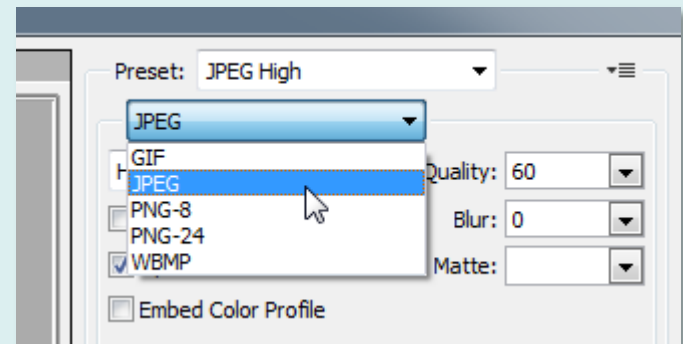 Preset: JPEG High
JPEG
GIF
JPEG
PNG-8
PNG-24
WBMP
Quality: 60
Blur: 0
Matte:
Embed Color Profile